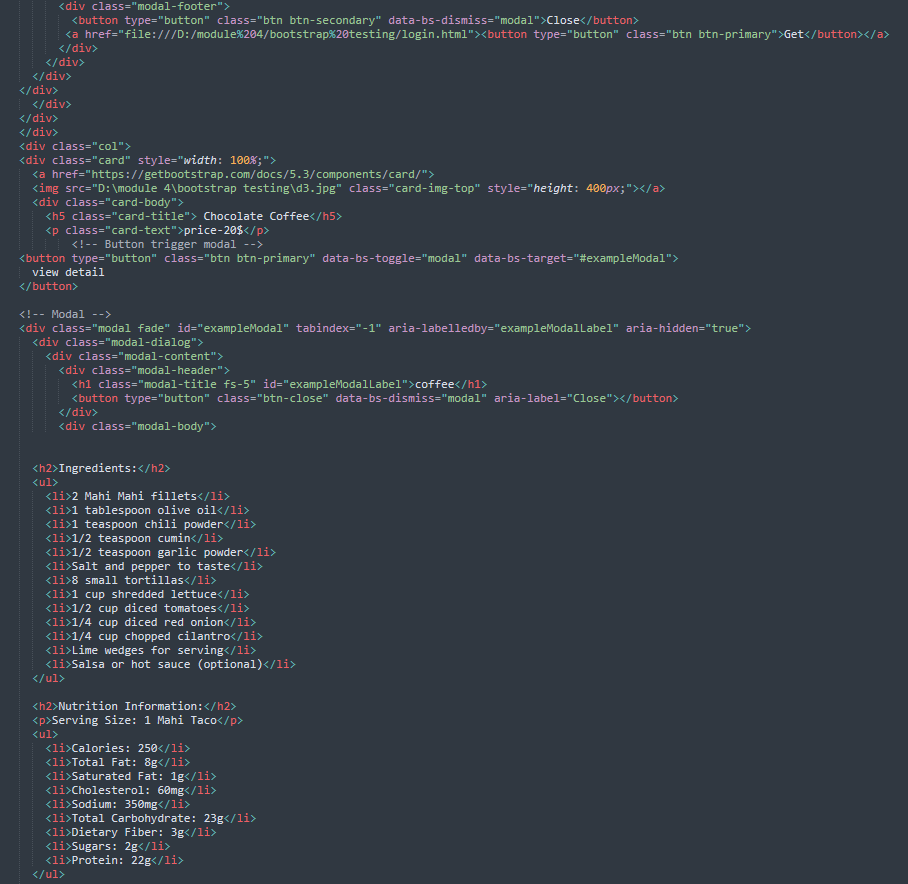 <div class="modal-footer">
<button type="button" class="btn btn-secondary" data-bs-dismiss="modal">Close</button>
<a href="file:///D:/module%204/bootstrap%20testing/login.html"><button type="button" class="btn btn-primary">Get</button></a>
</div>
</div>
</div>
</div>
</div>
</div>
</div>
<div class="col">
<div class="card" style="width: 100%;">
<a href="https://getbootstrap.com/docs/5.3/components/card/">
<img src="D:\module 4\bootstrap testing\d3.jpg" class="card-img-top" style="height: 400px;"></a>
<div class="card-body">
<h5 class="card-title"> Chocolate Coffee</h5>
<p class="card-text">price-20$</p>
<!-- Button trigger modal -->
<button type="button" class="btn btn-primary" data-bs-toggle="modal" data-bs-target="#exampleModal">
view detail
</button>
<!-- Modal -->
<div class="modal fade" id="exampleModal" tabindex="-1" aria-labelledby="exampleModalLabel" aria-hidden="true">
<div class="modal-dialog">
<div class="modal-content">
<div class="modal-header">
<h1 class="modal-title fs-5" id="exampleModalLabel">coffee</h1>
<button type="button" class="btn-close" data-bs-dismiss="modal" aria-label="Close"></button>
</div>
<div class="modal-body">
<h2>Ingredients:</h2>
<ul>
<li>2 Mahi Mahi fillets</li>
<li>1 tablespoon olive oil</li>
<li>1 teaspoon chili powder</li>
<li>1/2 teaspoon cumin</li>
<li>1/2 teaspoon garlic powder</li>
<li>Salt and pepper to taste</li>
<li>8 small tortillas</li>
<li>1 cup shredded lettuce</li>
<li>1/2 cup diced tomatoes</li>
<li>1/4 cup diced red onion</li>
<li>1/4 cup chopped cilantro</li>
<li>Lime wedges for serving</li>
<li>Salsa or hot sauce (optional)</li>
</ul>
<h2>Nutrition Information:</h2>
<p>Serving Size: 1 Mahi Taco</p>
<ul>
<li>Calories: 250</li>
<li>Total Fat: 8g</li>
<li>Saturated Fat: 1g</li>
<li>Cholesterol: 60mg</li>
<li>Sodium: 350mg</li>
<li>Total Carbohydrate: 23g</li>
<li>Dietary Fiber: 3g</li>
<li>Sugars: 2g</li>
<li>Protein: 22g</li>
</ul>